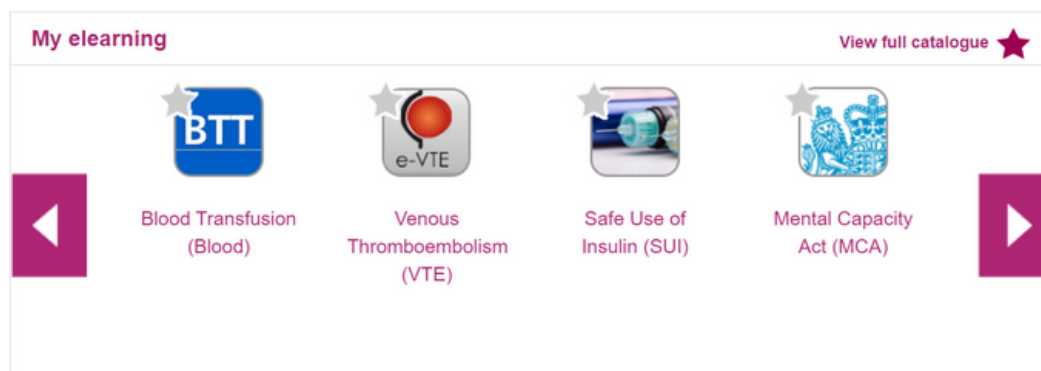 My elearning
View full catalogue
BTT
e-VTE
Blood Transfusion
(Blood)
Venous
Thromboembolism
(VTE)
Safe Use of
Insulin (SUI)
Mental Capacity
Act (MCA)